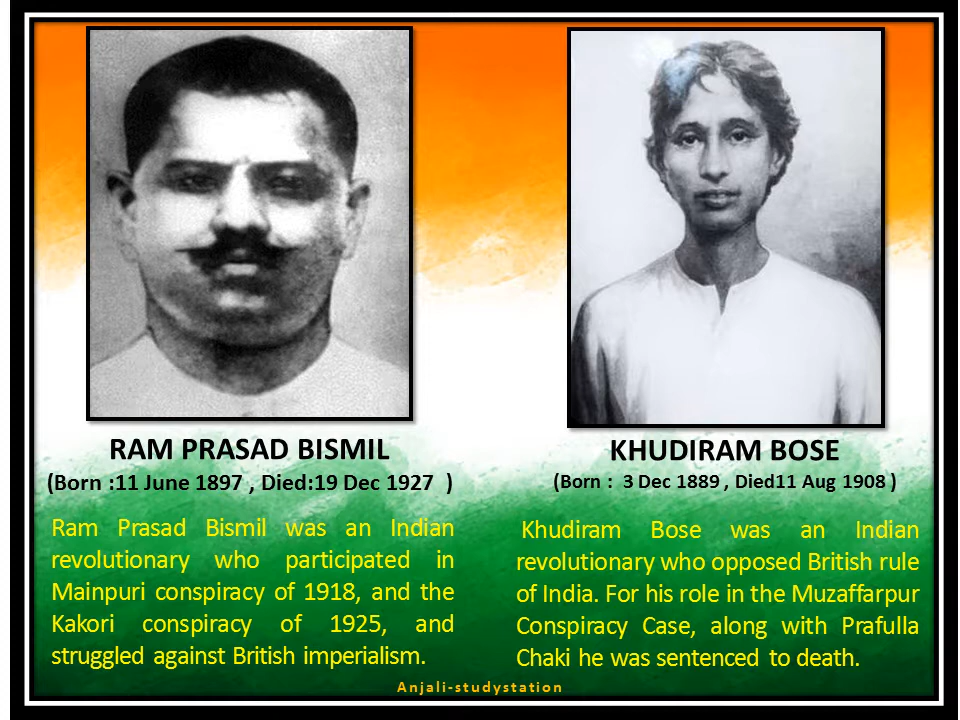 RAM PRASAD BISMIL
(Born :11 June 1897 , Died:19 Dec 1927 )
Ram Prasad Bismil was an Indian
revolutionary who participated in
Mainpuri conspiracy of 1918, and the
Kakori conspiracy of 1925, and
struggled against British imperialism.
KHUDIRAM BOSE
(Born : 3 Dec 1889 , Died11 Aug 1908 )
Khudiram Bose was an Indian
revolutionary who opposed British rule
of India. For his role in the Muzaffarpur
Conspiracy Case, along with Prafulla
Chaki he was sentenced to death.
Anjali-studystation